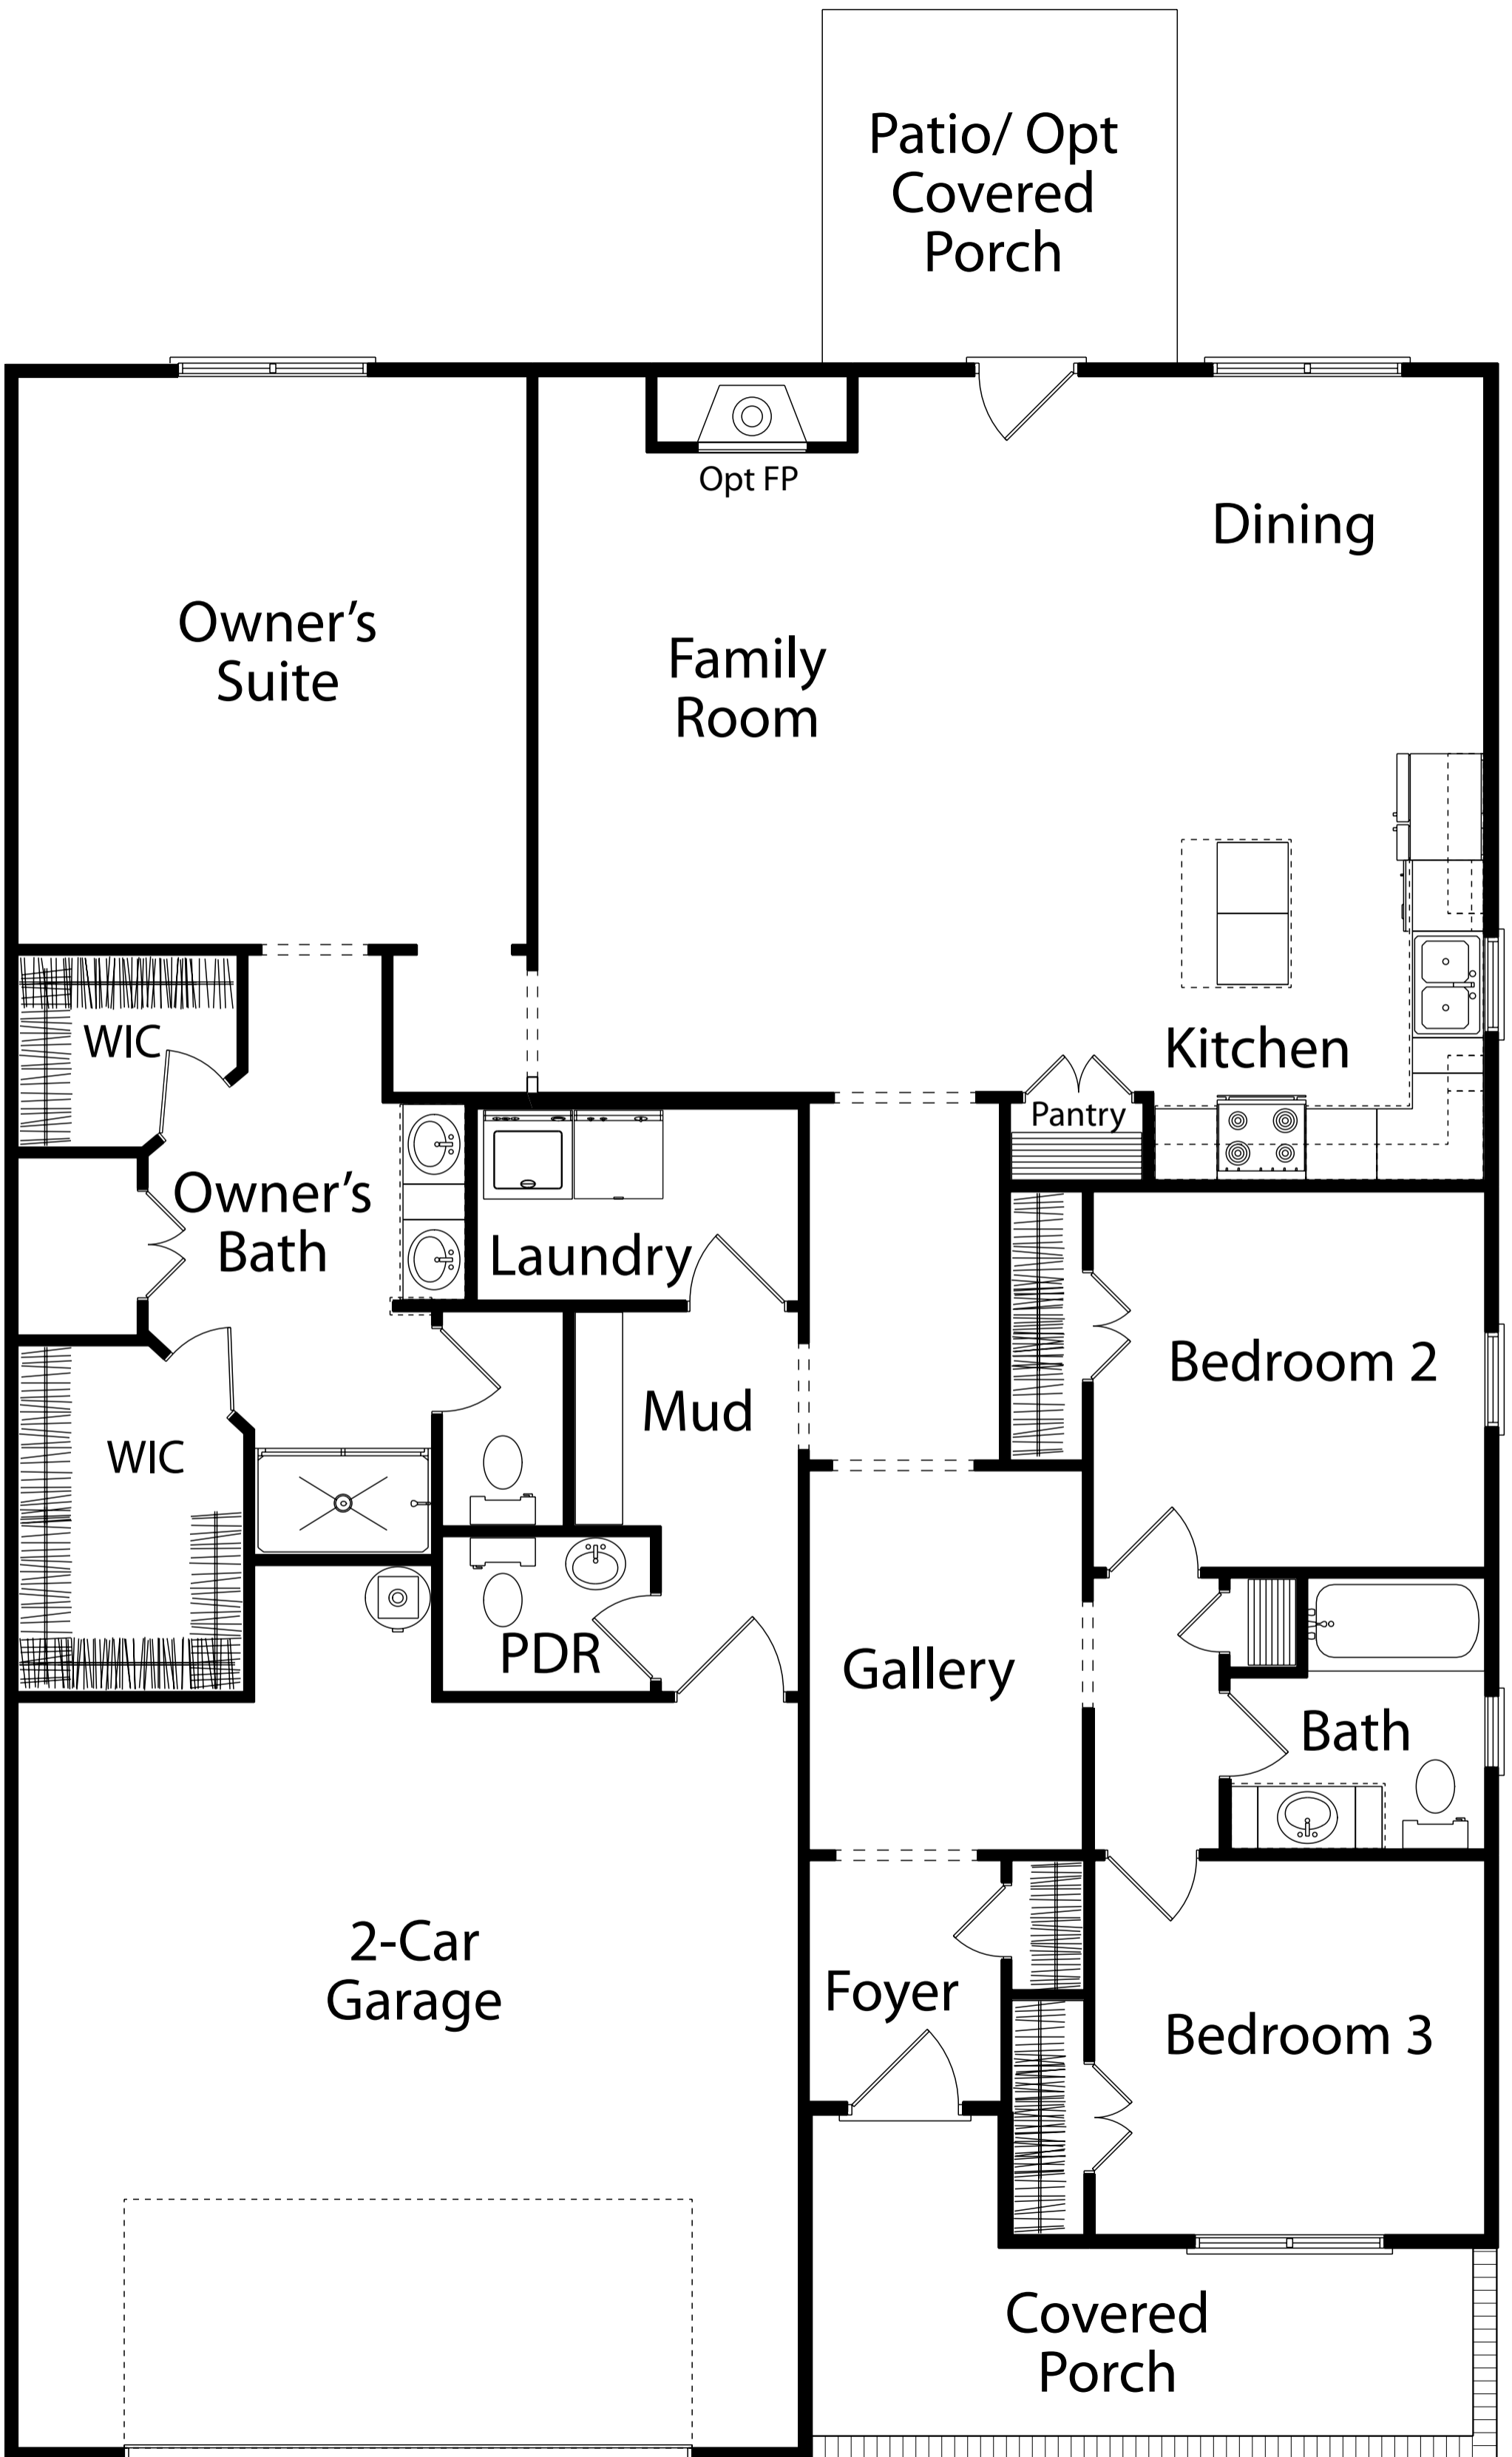 Patio/ Opt
Covered
Porch
Opt FP
Dining
Owner's
Suite
Family
Room
WIC
Kitchen
Pantry
Owner's
Bath
Laundry
Bedroom 2
Mud
WIC
PDR
Gallery
Bath
2-Car
Garage
Foyer
Bedroom 3
Covered
Porch